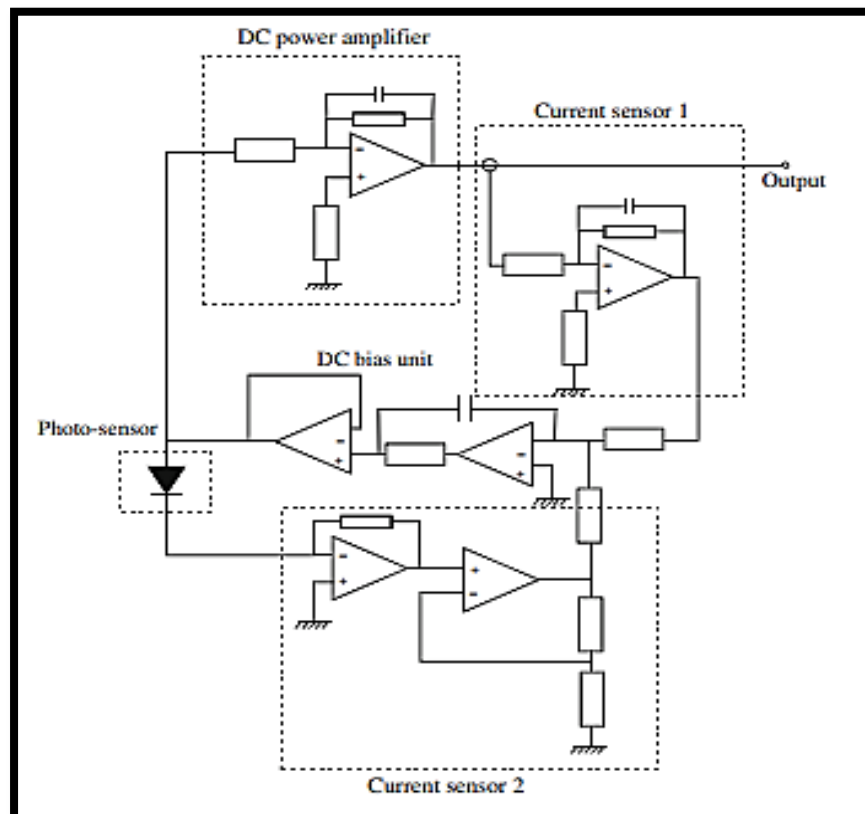 DC power amplifier
Current sensor 1
Output
DC bias unit
Photo-sensor
Current sensor 2